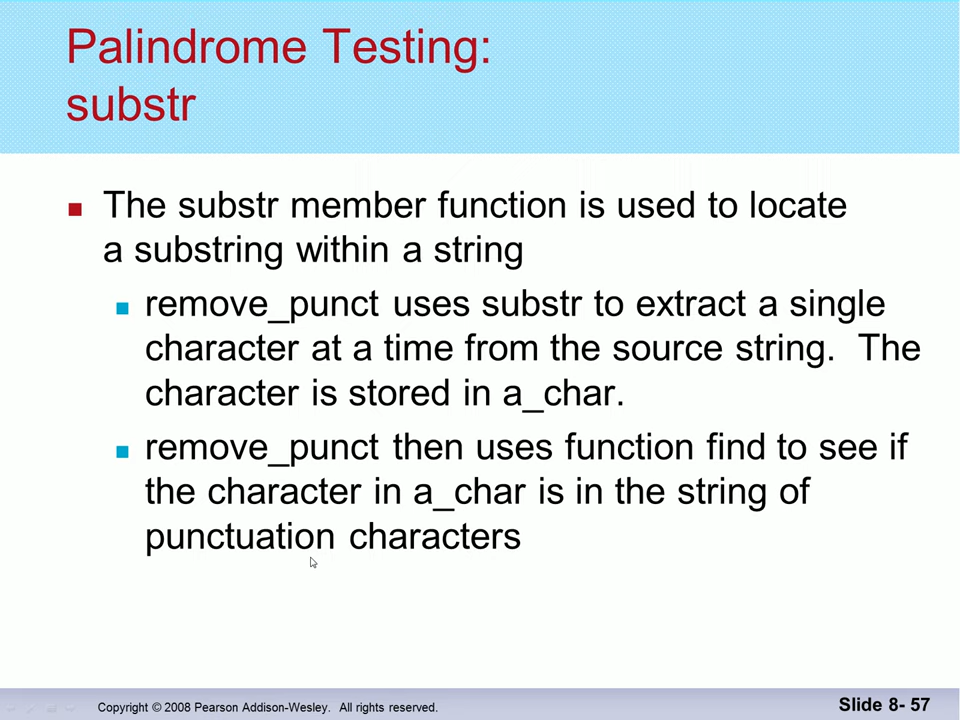 Palindrome Testing:
substr
The substr member function is used to locate
a substring within a string
remove_punct uses substr to extract a single
character at a time from the source string.  The
character is stored in a_char.
remove_punct then uses function find to see if
the character in a_char is in the string of
punctuation characters
Copyright © 2008 Pearson Addison-Wesley.  All rights reserved.
Slide 8- 57